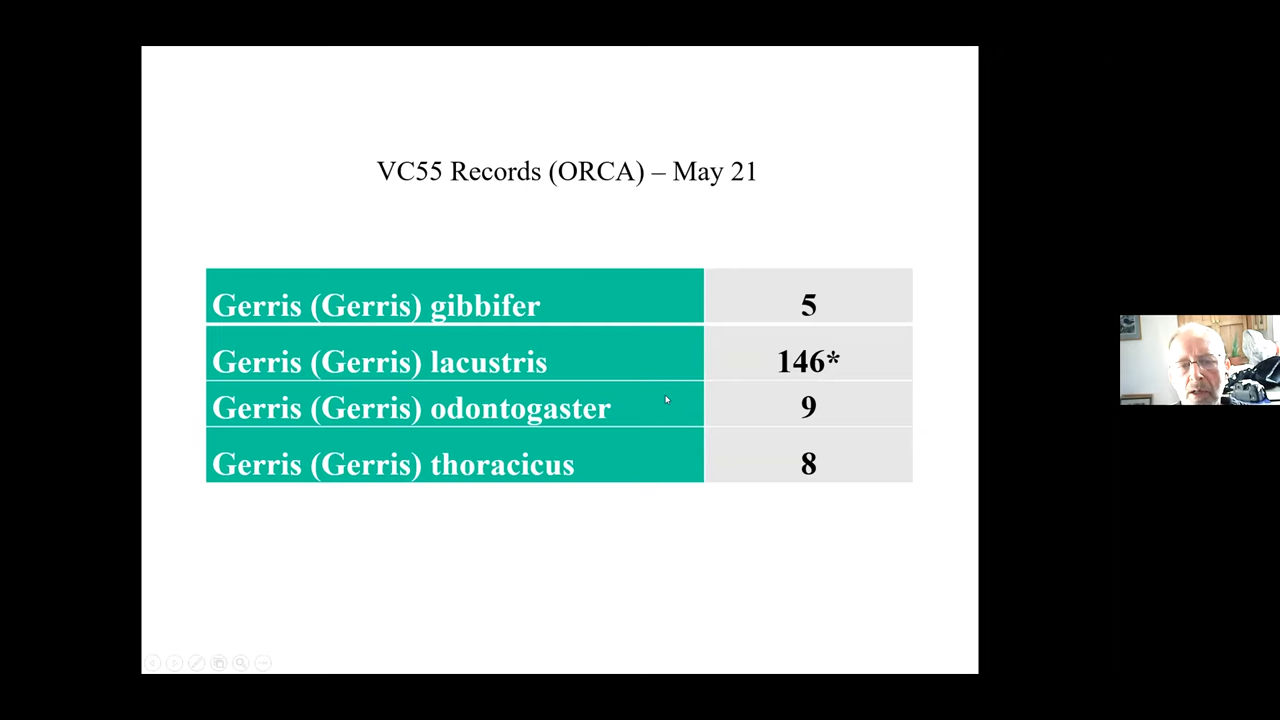 VC55 Records (ORCA) – May 21
Gerris (Gerris) gibbifer 5
Gerris (Gerris) lacustris 146*
Gerris (Gerris) odontogaster 9
Gerris (Gerris) thoracicus 8